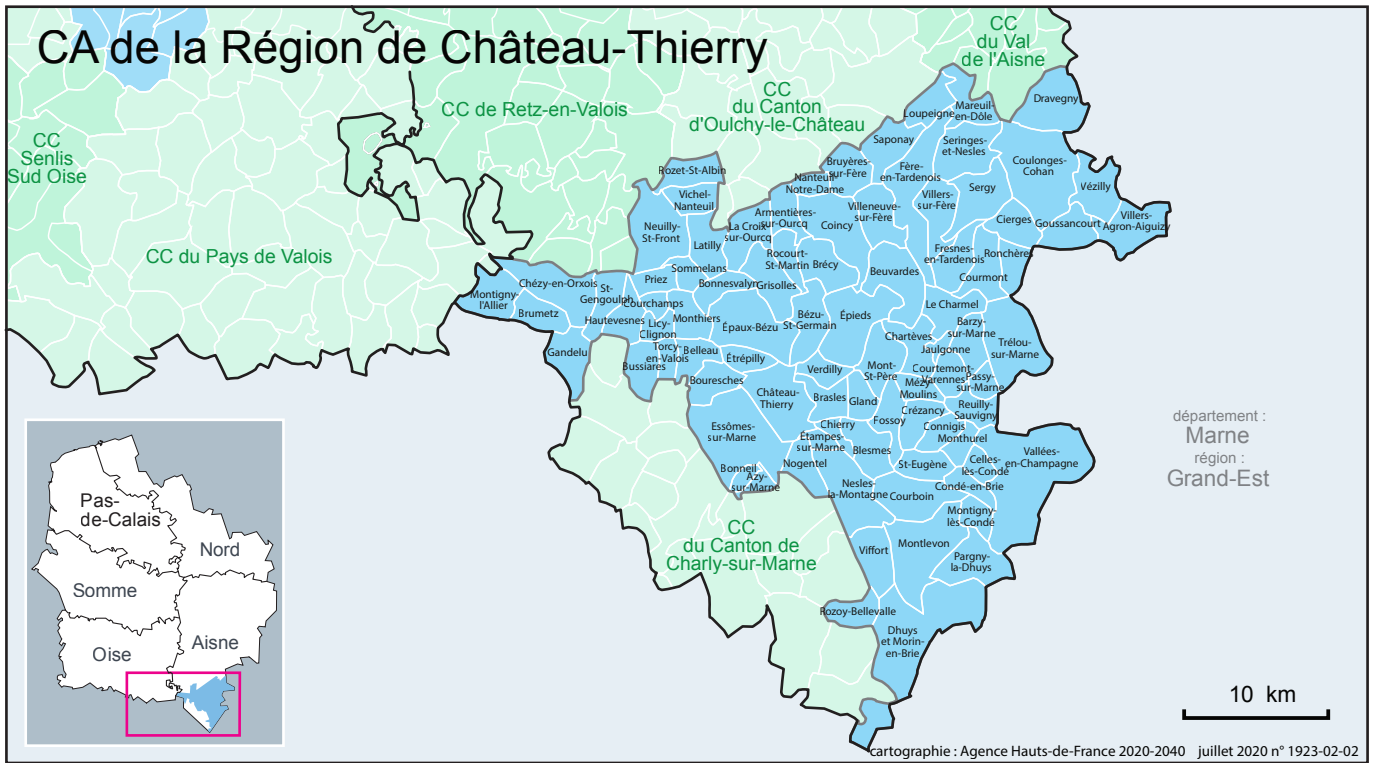 CA de la Région de Château-Thierry
CC
du Val
de l'Aisne
CC de Retz-en-Valois
CC
du Canton
d'Oulchy-le-Château
CC
Senlis
Sud Oise
CC du Pays de Valois
Dravegny
Mareuil-
en-Dôle
Loupeigne
Saponay
Seringes-
et-Nesles
Bruyères-
sur-Fère
Fère-
en-Tardenois
Coulonges-
Cohan
Rozet-St-Albin
Nanteuil-
Notre-Dame
Vichel-
Nanteuil
Villers-
sur-Fère
Sergy
Vézilly
Villeneuve-
sur-Fère
Armentières-
sur-Ourcq
Coincy
Cierges
Goussancourt
Villers-
Agron-Aiguizy
Neuilly-
St-Front
La Croix-
sur-Ourcq
Latilly
Fresnes-
en-Tardenois
Ronchères
Rocourt-
St-Martin
Brécy
Sommelans
Beuvardes
Courmont
Priez
Bonnesvalyn
Grisolles
Chézy-en-Orxois
St-
Gengoulph
Montigny-
l'Allier
Courchamps
Le Charmel
Brumetz
Hautevesnes
Licy-
Clignon
Monthiers
Épaux-Bézu
Bézu-
St-Germain
Épieds
Barzy-
sur-Marne
Chartèves
Trélou-
sur-Marne
Gandelu
Torcy-
en-Valois
Belleau
Étrépilly
Jaulgonne
Bussiares
Verdilly
Mont-
St-Père
Courtemont-
Varennes
Bouresches
Mézy-
Moulins
Passy-
sur-Marne
Château-
Thierry
Brasles
Gland
Crézancy
Reuilly-
Sauvigny
Essômes-
sur-Marne
Chierry
Fossoy
Connigis
Étampes-
sur-Marne
Monthurel
Blesmes
Nogentel
St-Eugène
Celles-
lès-Condé
Vallées-
en-Champagne
Bonneil
Azy-
sur-Marne
Nesles-
la-Montagne
Courboin
Condé-en-Brie
Montigny-
lès-Condé
Viffort
Montlevon
Pargny-
la-Dhuys
Rozoy-Bellevalle
Dhuys
et Morin-
en-Brie
CC
du Canton de
Charly-sur-Marne
département :
Marne
région :
Grand-Est
Pas-
de-Calais
Nord
Somme
Oise
Aisne
10 km
cartographie : Agence Hauts-de-France 2020-2040 juillet 2020 n° 1923-02-02